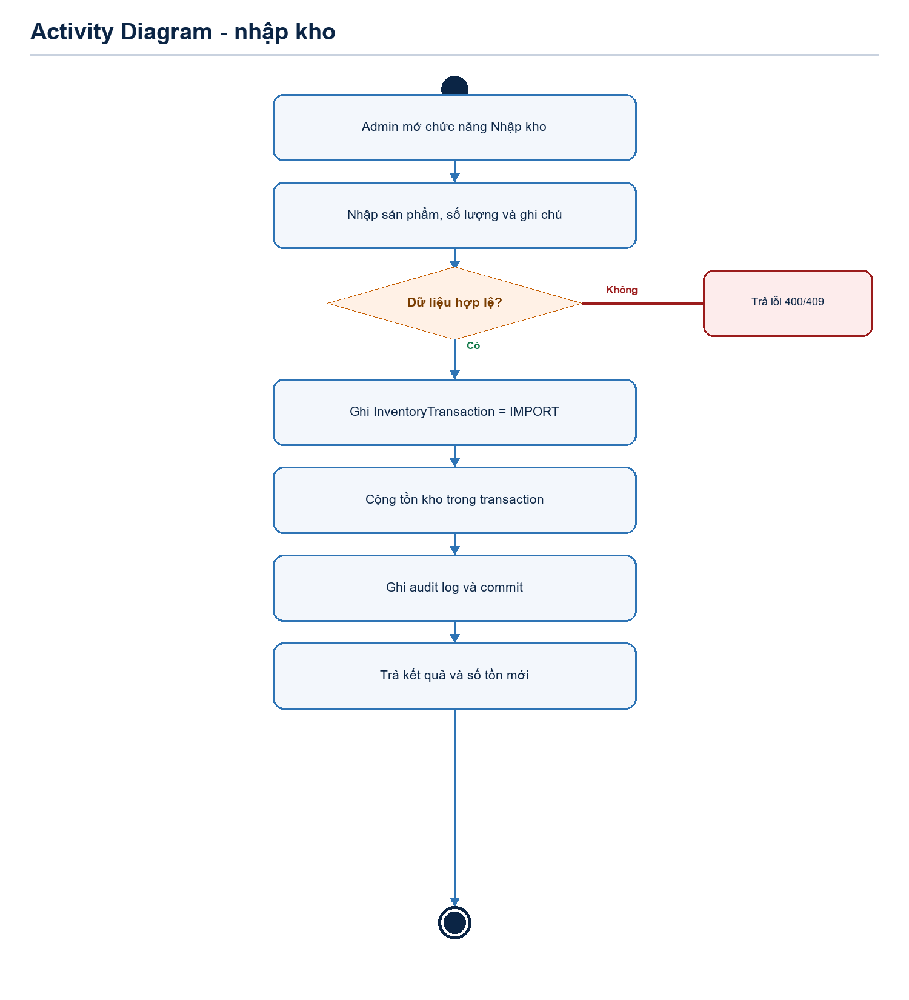 Activity Diagram - nhập kho
Admin mở chức năng Nhập kho
Nhập sản phẩm, số lượng và ghi chú
Dữ liệu hợp lệ?
Không
Trả lỗi 400/409
Có
Ghi InventoryTransaction = IMPORT
Cộng tồn kho trong transaction
Ghi audit log và commit
Trả kết quả và số tồn mới